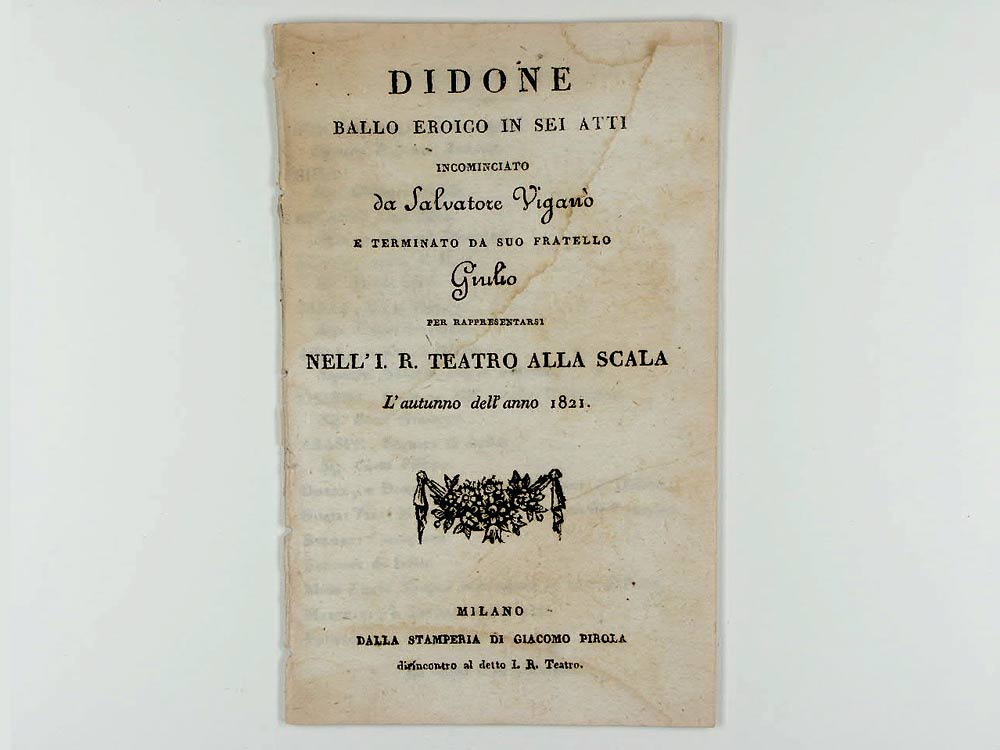 DIDONE
BALLO EROICO IN SEI ATTI
INCOMINCIATO
da Salvatore Viganò
E TERMINATO DA SUO FRATELLO
Giulio
PER RAPPRESENTARSI
NELL' I. R. TEATRO ALLA SCALA
L'autunno dell'anno 1821.
MILANO
DALLA STAMPERIA DI GIACOMO PIROLA
dirincontro al detto I. R. Teatro.